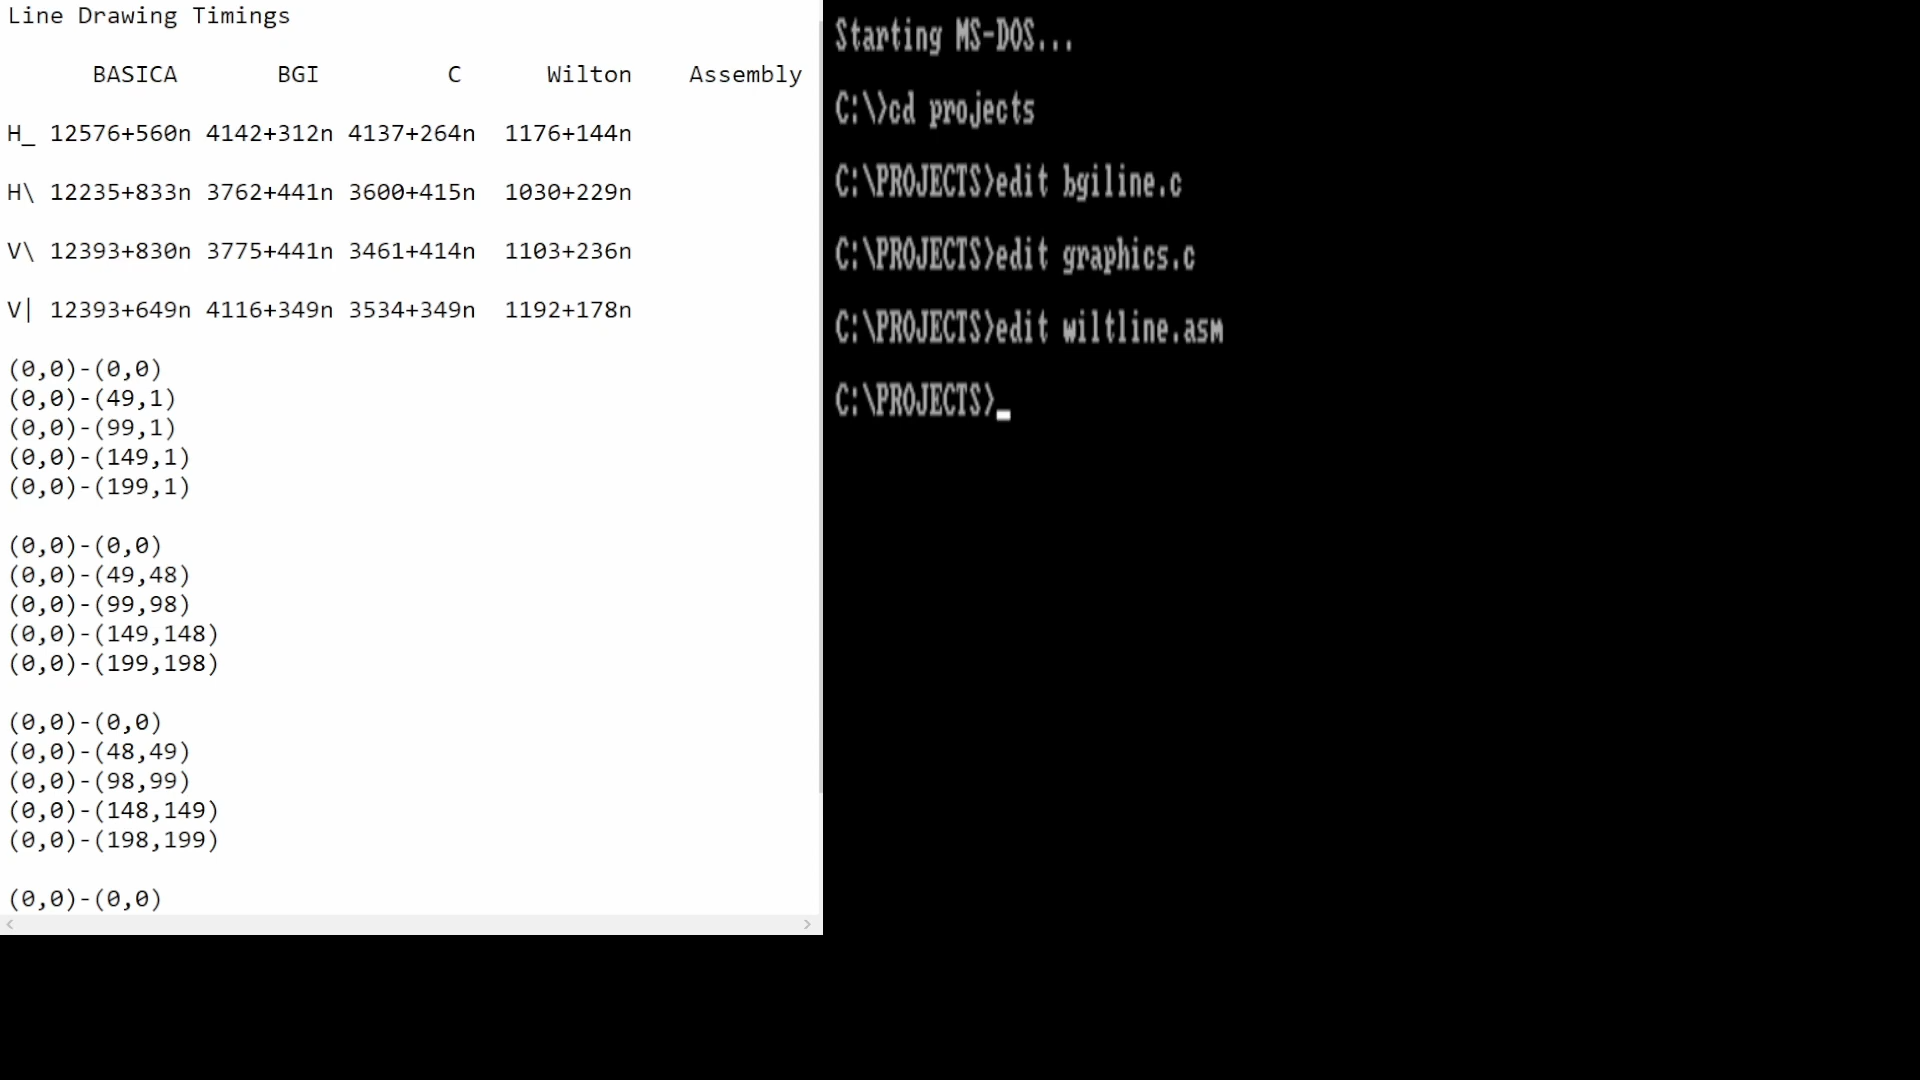 Line Drawing Timings
BASICA BGI C Wilton Assembly
H_ 12576+560n 4142+312n 4137+264n 1176+144n
H\ 12235+833n 3762+441n 3600+415n 1030+229n
V\ 12393+830n 3775+441n 3461+414n 1103+236n
V| 12393+649n 4116+349n 3534+349n 1192+178n
(0,0)-(0,0)
(0,0)-(49,1)
(0,0)-(99,1)
(0,0)-(149,1)
(0,0)-(199,1)
(0,0)-(0,0)
(0,0)-(49,48)
(0,0)-(99,98)
(0,0)-(149,148)
(0,0)-(199,198)
(0,0)-(0,0)
(0,0)-(48,49)
(0,0)-(98,99)
(0,0)-(148,149)
(0,0)-(198,199)
(0,0)-(0,0)
Starting MS-DOS...
C:\>cd projects
C:\PROJECTS>edit bgiline.c
C:\PROJECTS>edit graphics.c
C:\PROJECTS>edit wiltline.asm
C:\PROJECTS>_